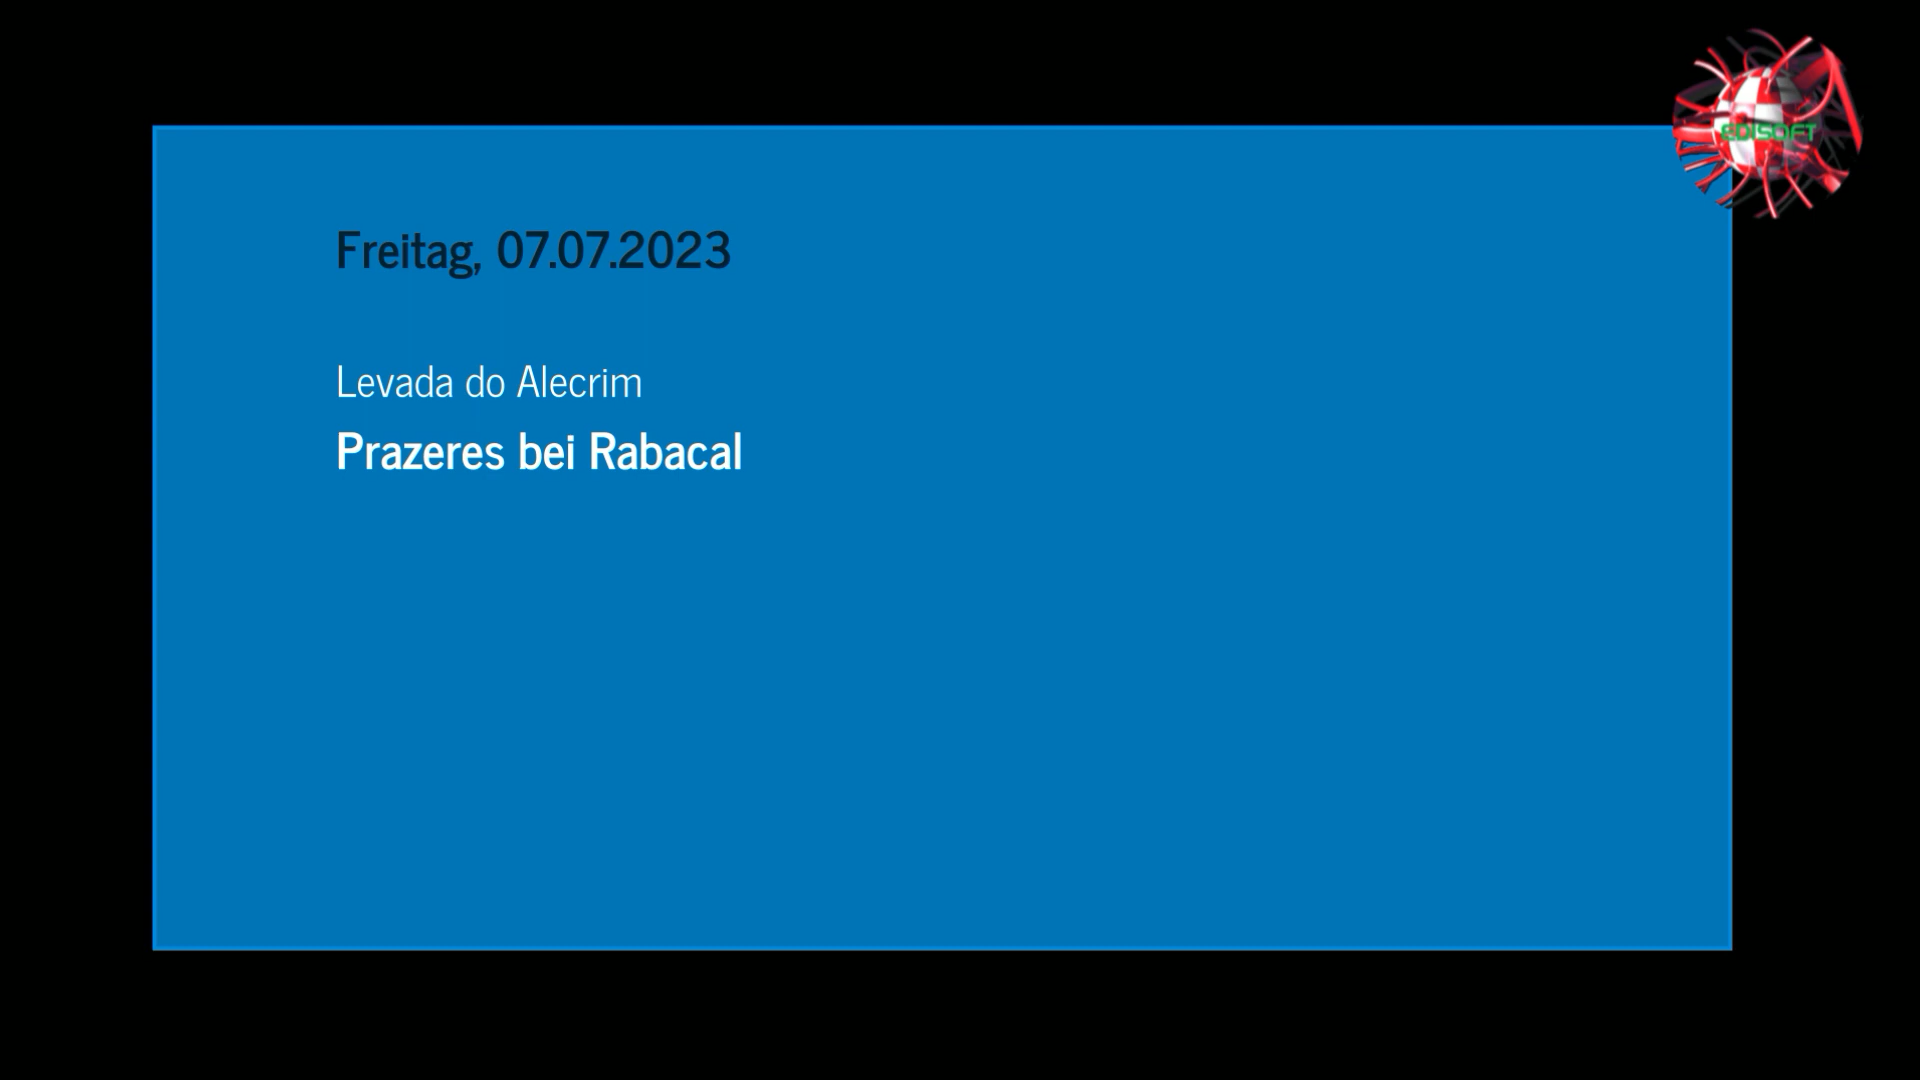 EDISOFT
Freitag, 07.07.2023
Levada do Alecrim
Prazeres bei Rabacal